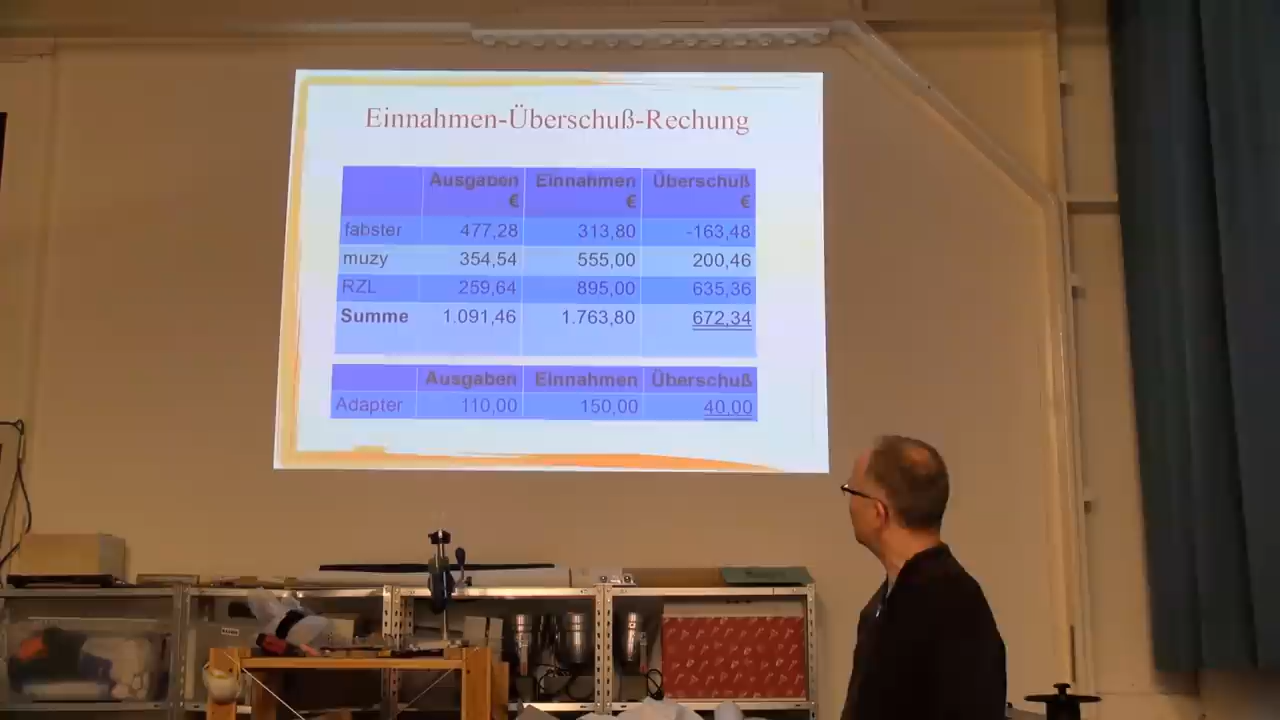 Einnahmen-Überschuß-Rechung
Ausgaben € Einnahmen € Überschuß €
fabster 477,28 313,80 -163,48
muzy 354,54 555,00 200,46
RZL 259,64 895,00 635,36
Summe 1.091,46 1.763,80 672,34
Ausgaben Einnahmen Überschuß
Adapter 110,00 150,00 40,00